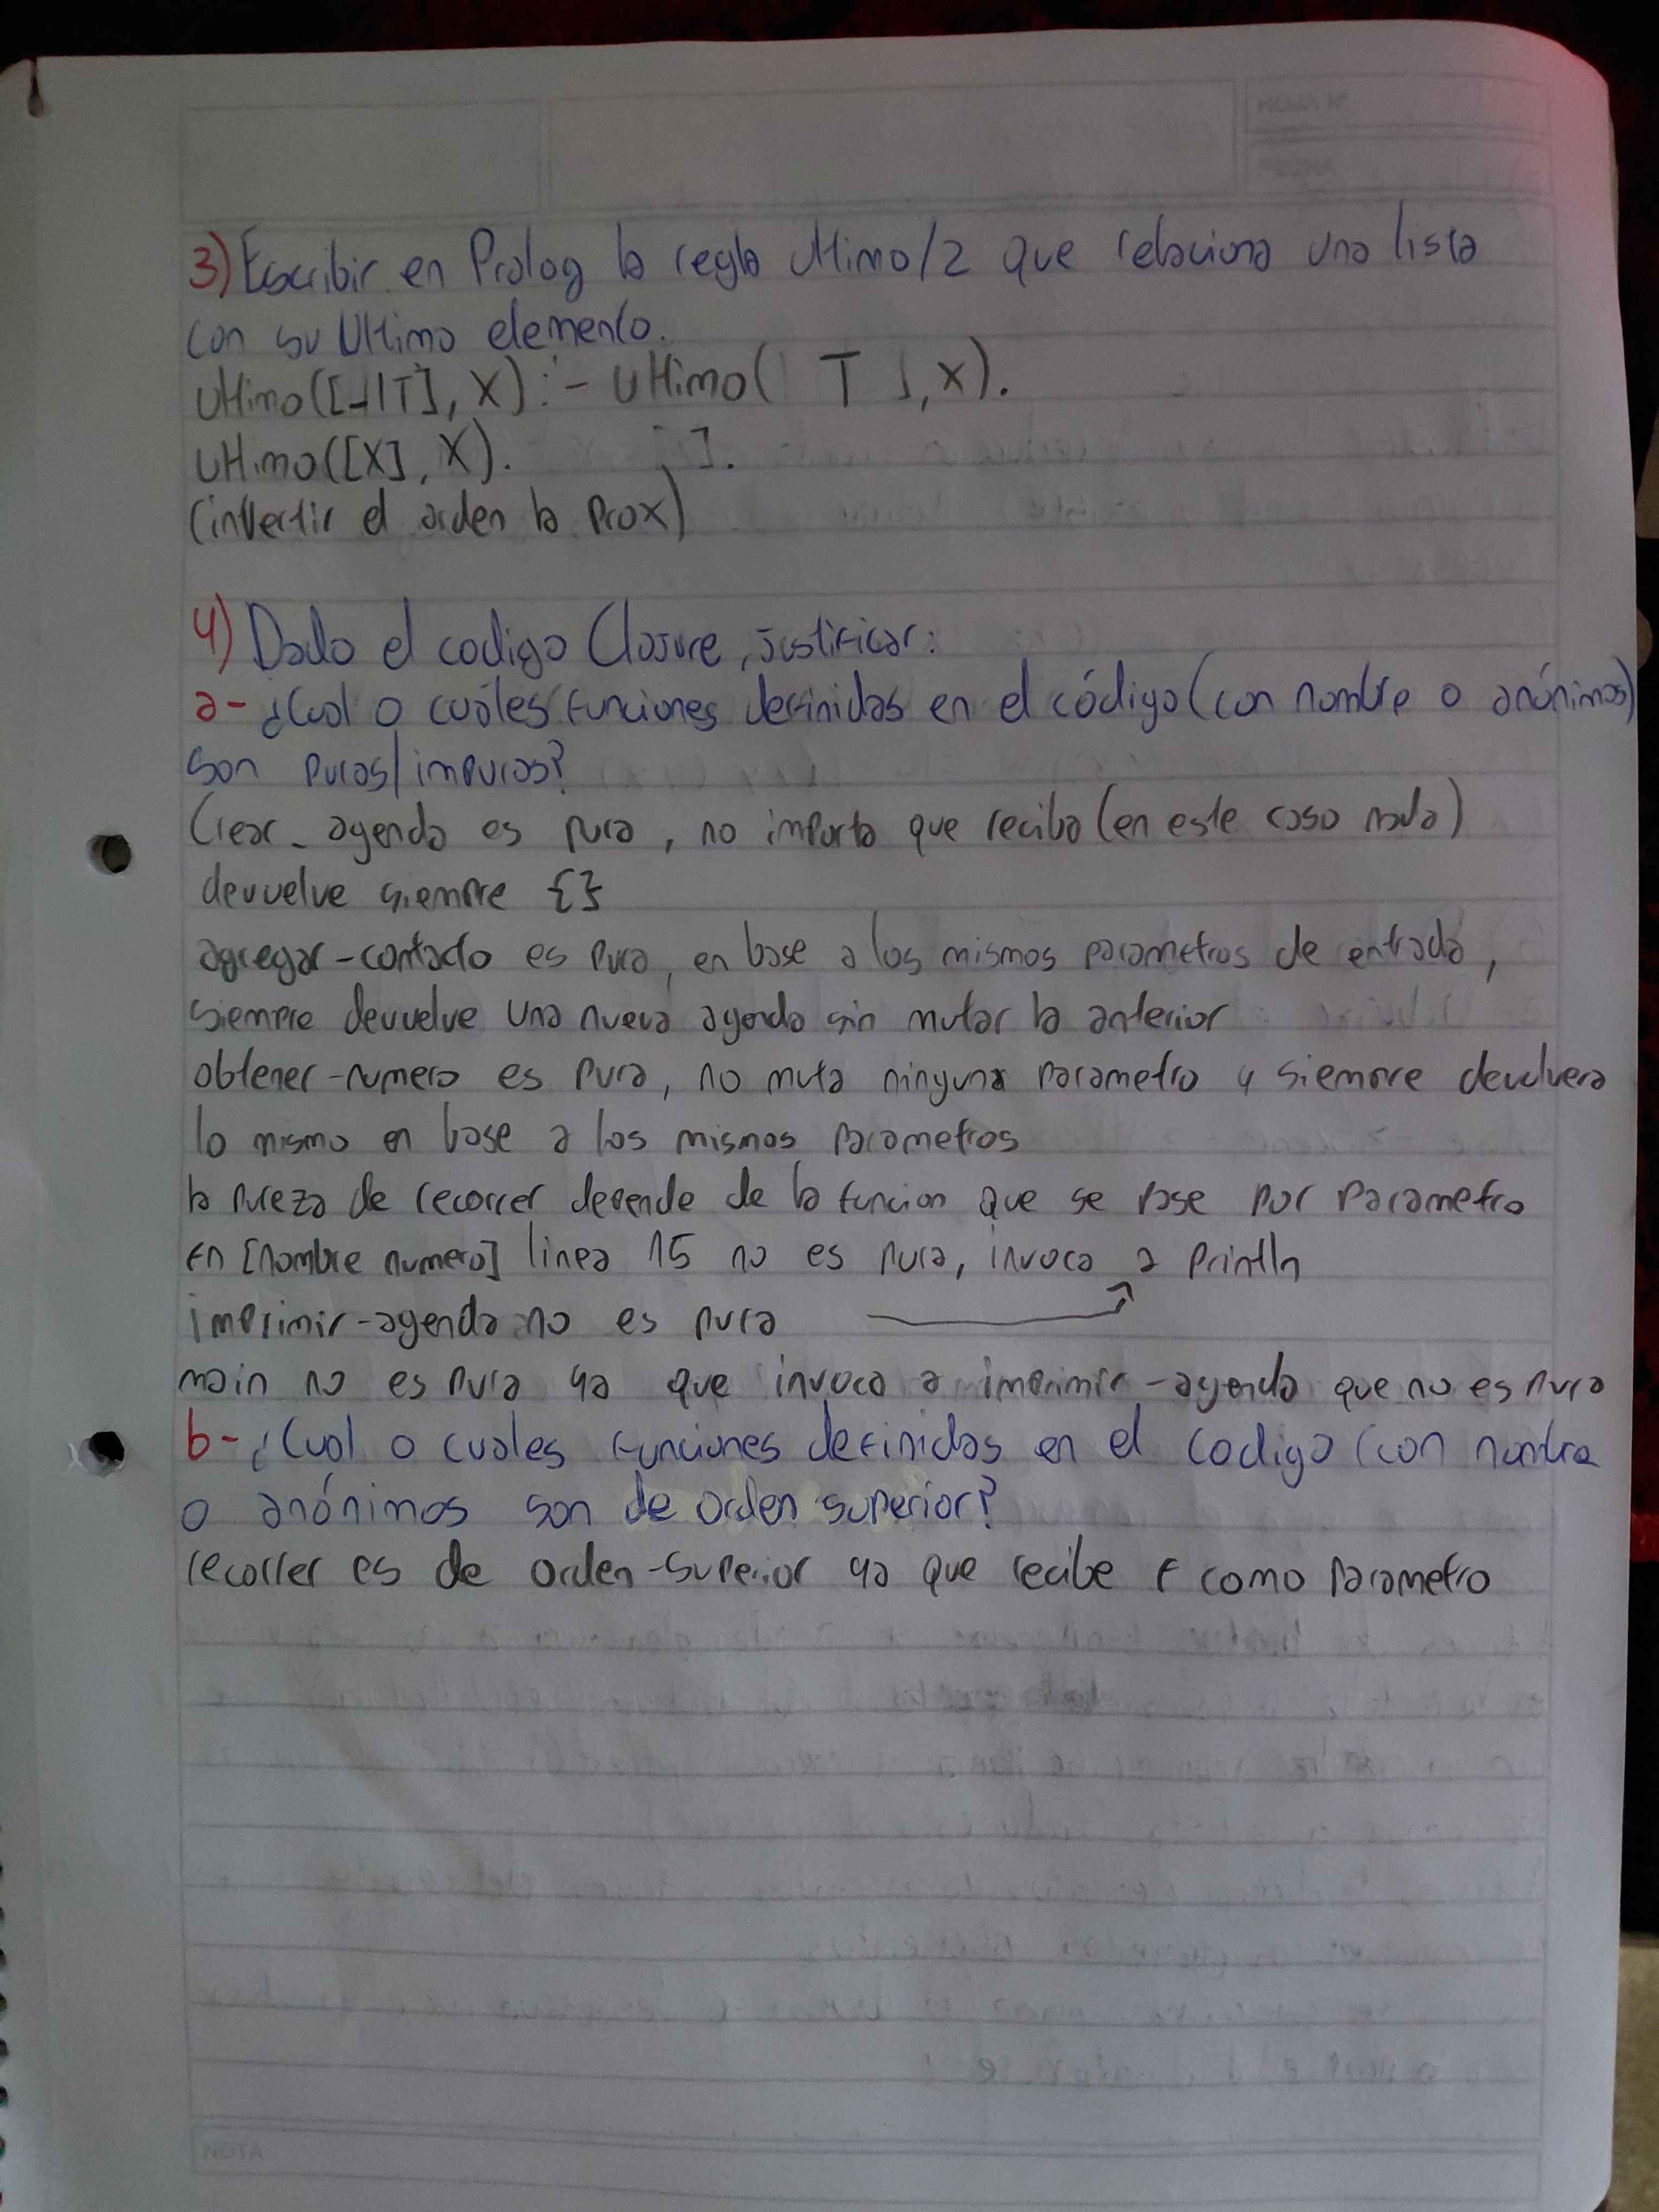 HOJA Nº
FECHA
3) Escribir en Prolog la regla ultimo/2 que relaciona una lista
con su Ultimo elemento.
ultimo([_|T], X) :- ultimo( T ], X).
ultimo([X], X). ].
(invertir el orden la prox)
4) Dado el codigo Closure, justificar:
a- ¿Cual o cuáles funciones definidas en el código (con nombre o anónimas)
son puras/impuras?
Crear-agenda es pura, no importa que reciba (en este caso nada)
devuelve siempre {}
agregar-contacto es pura, en base a los mismos parametros de entrada,
siempre devuelve una nueva agenda sin mutar la anterior
obtener-numero es pura, no muta ningun parametro y siempre devolvera
lo mismo en base a los mismos parametros
la pureza de recorrer depende de la funcion que se pase por parametro
fn [nombre numero] linea 15 no es pura, invoca a println
imprimir-agenda no es pura
main no es pura ya que invoca a imprimir-agenda que no es pura
b- ¿Cual o cuales funciones definidas en el codigo (con nombre
o anónimas son de orden superior?
recorrer es de orden-superior ya que recibe f como parametro
NOTA